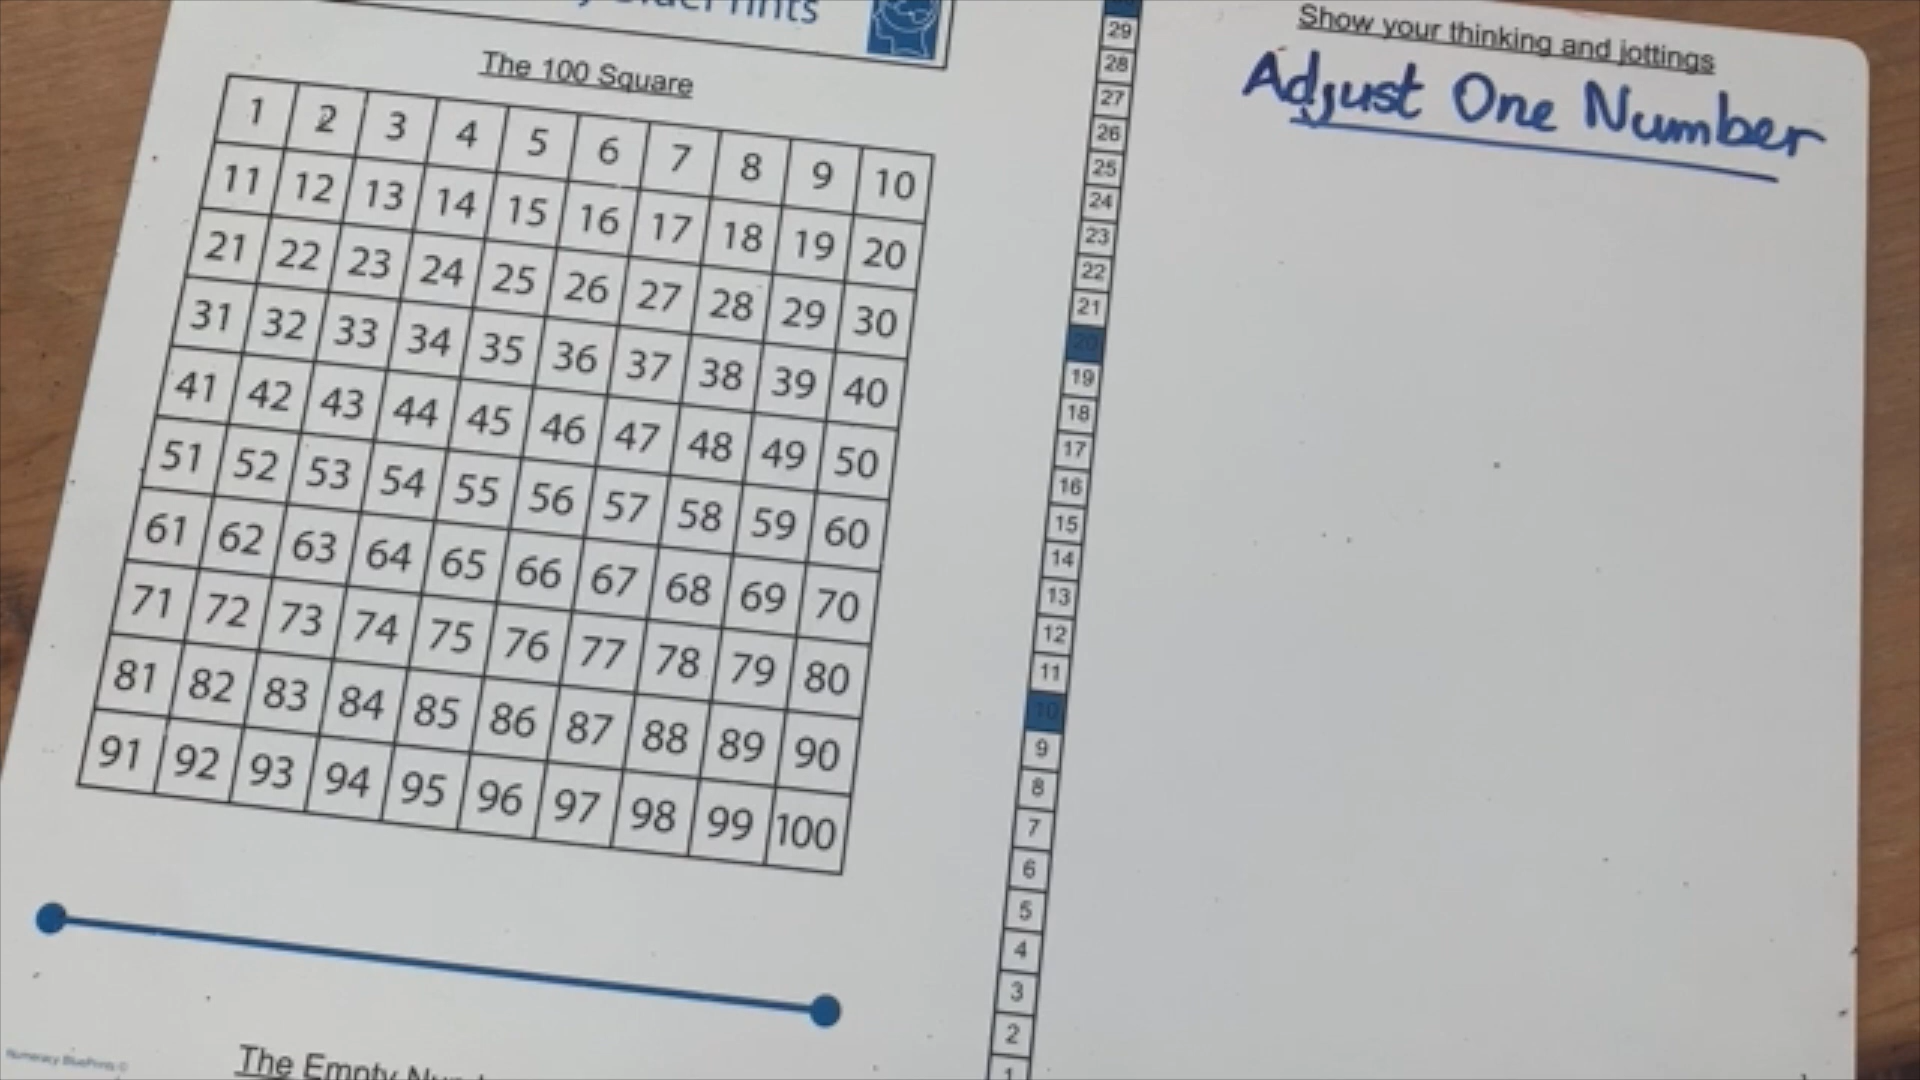 The 100 Square
1 2 3 4 5 6 7 8 9 10
11 12 13 14 15 16 17 18 19 20
21 22 23 24 25 26 27 28 29 30
31 32 33 34 35 36 37 38 39 40
41 42 43 44 45 46 47 48 49 50
51 52 53 54 55 56 57 58 59 60
61 62 63 64 65 66 67 68 69 70
71 72 73 74 75 76 77 78 79 80
81 82 83 84 85 86 87 88 89 90
91 92 93 94 95 96 97 98 99 100
The Empty
Numeracy BluePrints ©
29
28
27
26
25
24
23
22
21
20
19
18
17
16
15
14
13
12
11
10
9
8
7
6
5
4
3
2
1
Show your thinking and jottings
Adjust One Number